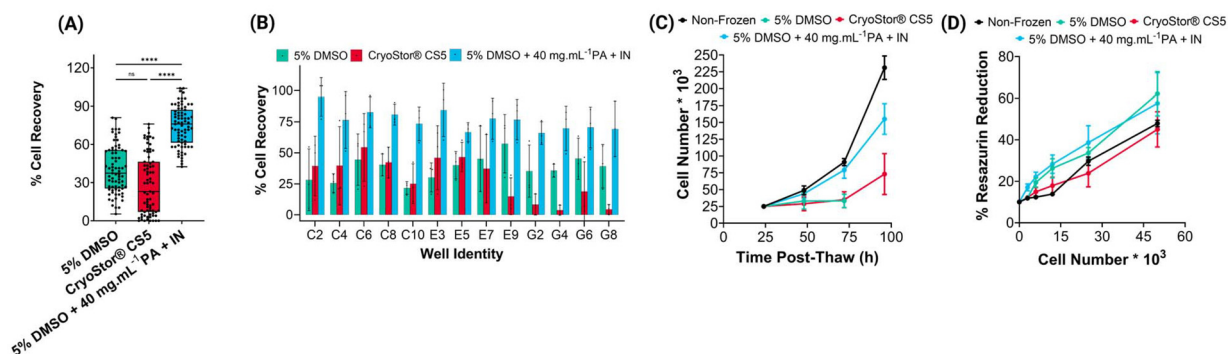 (A)
% Cell Recovery
120
90
60
30
0
****
ns
****
5% DMSO
CryoStor® CS5
5% DMSO + 40 mg.mL⁻¹PA + IN
(B)
5% DMSO CryoStor® CS5 5% DMSO + 40 mg.mL⁻¹PA + IN
% Cell Recovery
100
75
50
25
0
C2 C4 C6 C8 C10 E3 E5 E7 E9 G2 G4 G6 G8
Well Identity
(C)
Non-Frozen 5% DMSO CryoStor® CS5
5% DMSO + 40 mg.mL⁻¹PA + IN
Cell Number * 10³
250
225
200
175
150
125
100
75
50
25
0
0 25 50 75 100
Time Post-Thaw (h)
(D)
Non-Frozen 5% DMSO CryoStor® CS5
5% DMSO + 40 mg.mL⁻¹PA + IN
% Resazurin Reduction
80
60
40
20
0
0 15 30 45 60
Cell Number * 10³